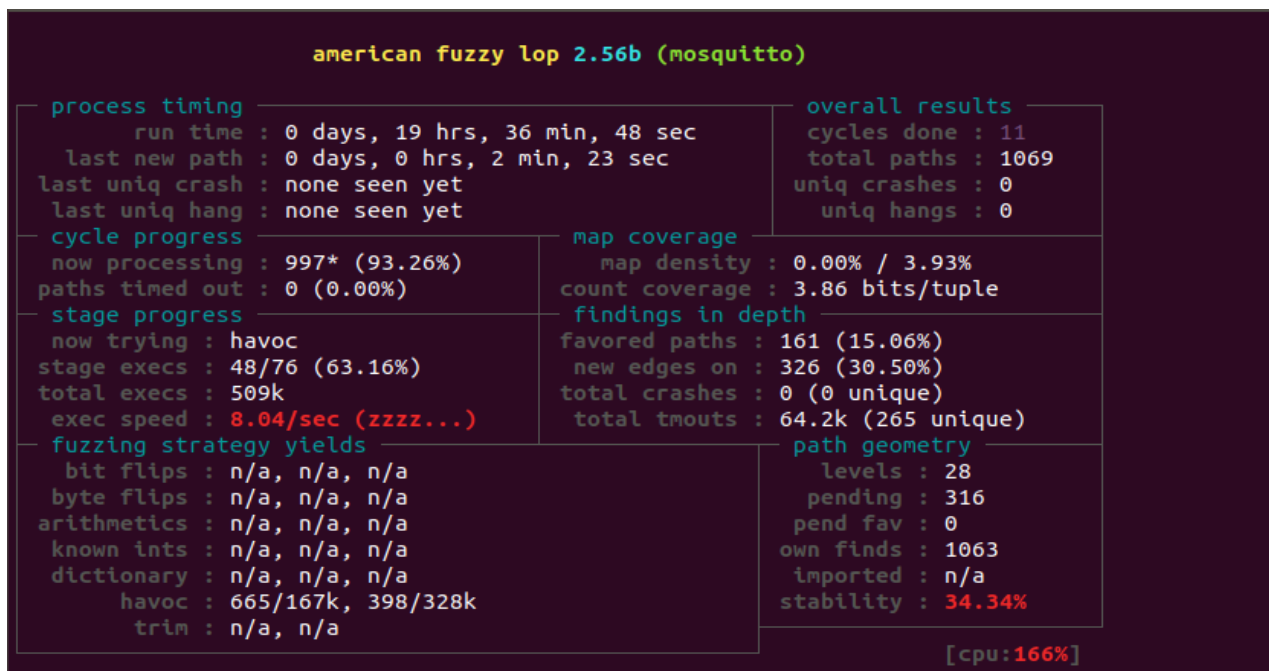 american fuzzy lop 2.56b (mosquitto)
process timing
run time : 0 days, 19 hrs, 36 min, 48 sec
last new path : 0 days, 0 hrs, 2 min, 23 sec
last uniq crash : none seen yet
last uniq hang : none seen yet
overall results
cycles done : 11
total paths : 1069
uniq crashes : 0
uniq hangs : 0
cycle progress
now processing : 997* (93.26%)
paths timed out : 0 (0.00%)
map coverage
map density : 0.00% / 3.93%
count coverage : 3.86 bits/tuple
stage progress
now trying : havoc
stage execs : 48/76 (63.16%)
total execs : 509k
exec speed : 8.04/sec (zzzz...)
findings in depth
favored paths : 161 (15.06%)
new edges on : 326 (30.50%)
total crashes : 0 (0 unique)
total tmouts : 64.2k (265 unique)
fuzzing strategy yields
bit flips : n/a, n/a, n/a
byte flips : n/a, n/a, n/a
arithmetics : n/a, n/a, n/a
known ints : n/a, n/a, n/a
dictionary : n/a, n/a, n/a
havoc : 665/167k, 398/328k
trim : n/a, n/a
path geometry
levels : 28
pending : 316
pend fav : 0
own finds : 1063
imported : n/a
stability : 34.34%
[cpu:166%]